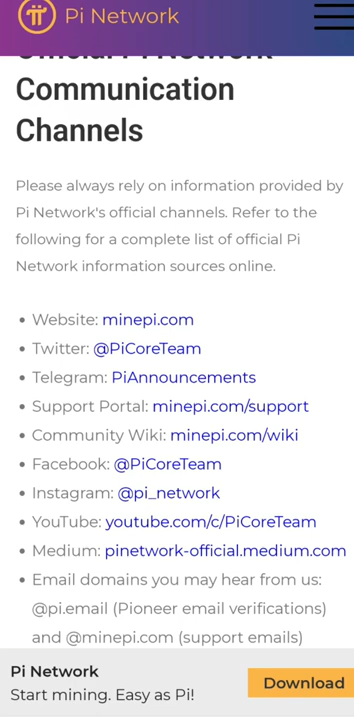 Pi Network
Official Pi Network
Communication
Channels
Please always rely on information provided by
Pi Network's official channels. Refer to the
following for a complete list of official Pi
Network information sources online.
• Website: minepi.com
• Twitter: @PiCoreTeam
• Telegram: PiAnnouncements
• Support Portal: minepi.com/support
• Community Wiki: minepi.com/wiki
• Facebook: @PiCoreTeam
• Instagram: @pi_network
• YouTube: youtube.com/c/PiCoreTeam
• Medium: pinetwork-official.medium.com
• Email domains you may hear from us:
@pi.email (Pioneer email verifications)
and @minepi.com (support emails)
Pi Network
Start mining. Easy as Pi!
Download